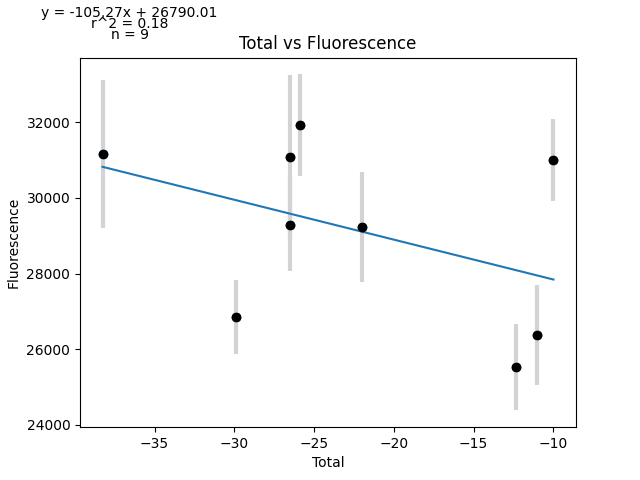 y = -105.27x + 26790.01
r^2 = 0.18
n = 9
Total vs Fluorescence
32000
30000
28000
26000
24000
Fluorescence
−35
−30
−25
−20
−15
−10
Total